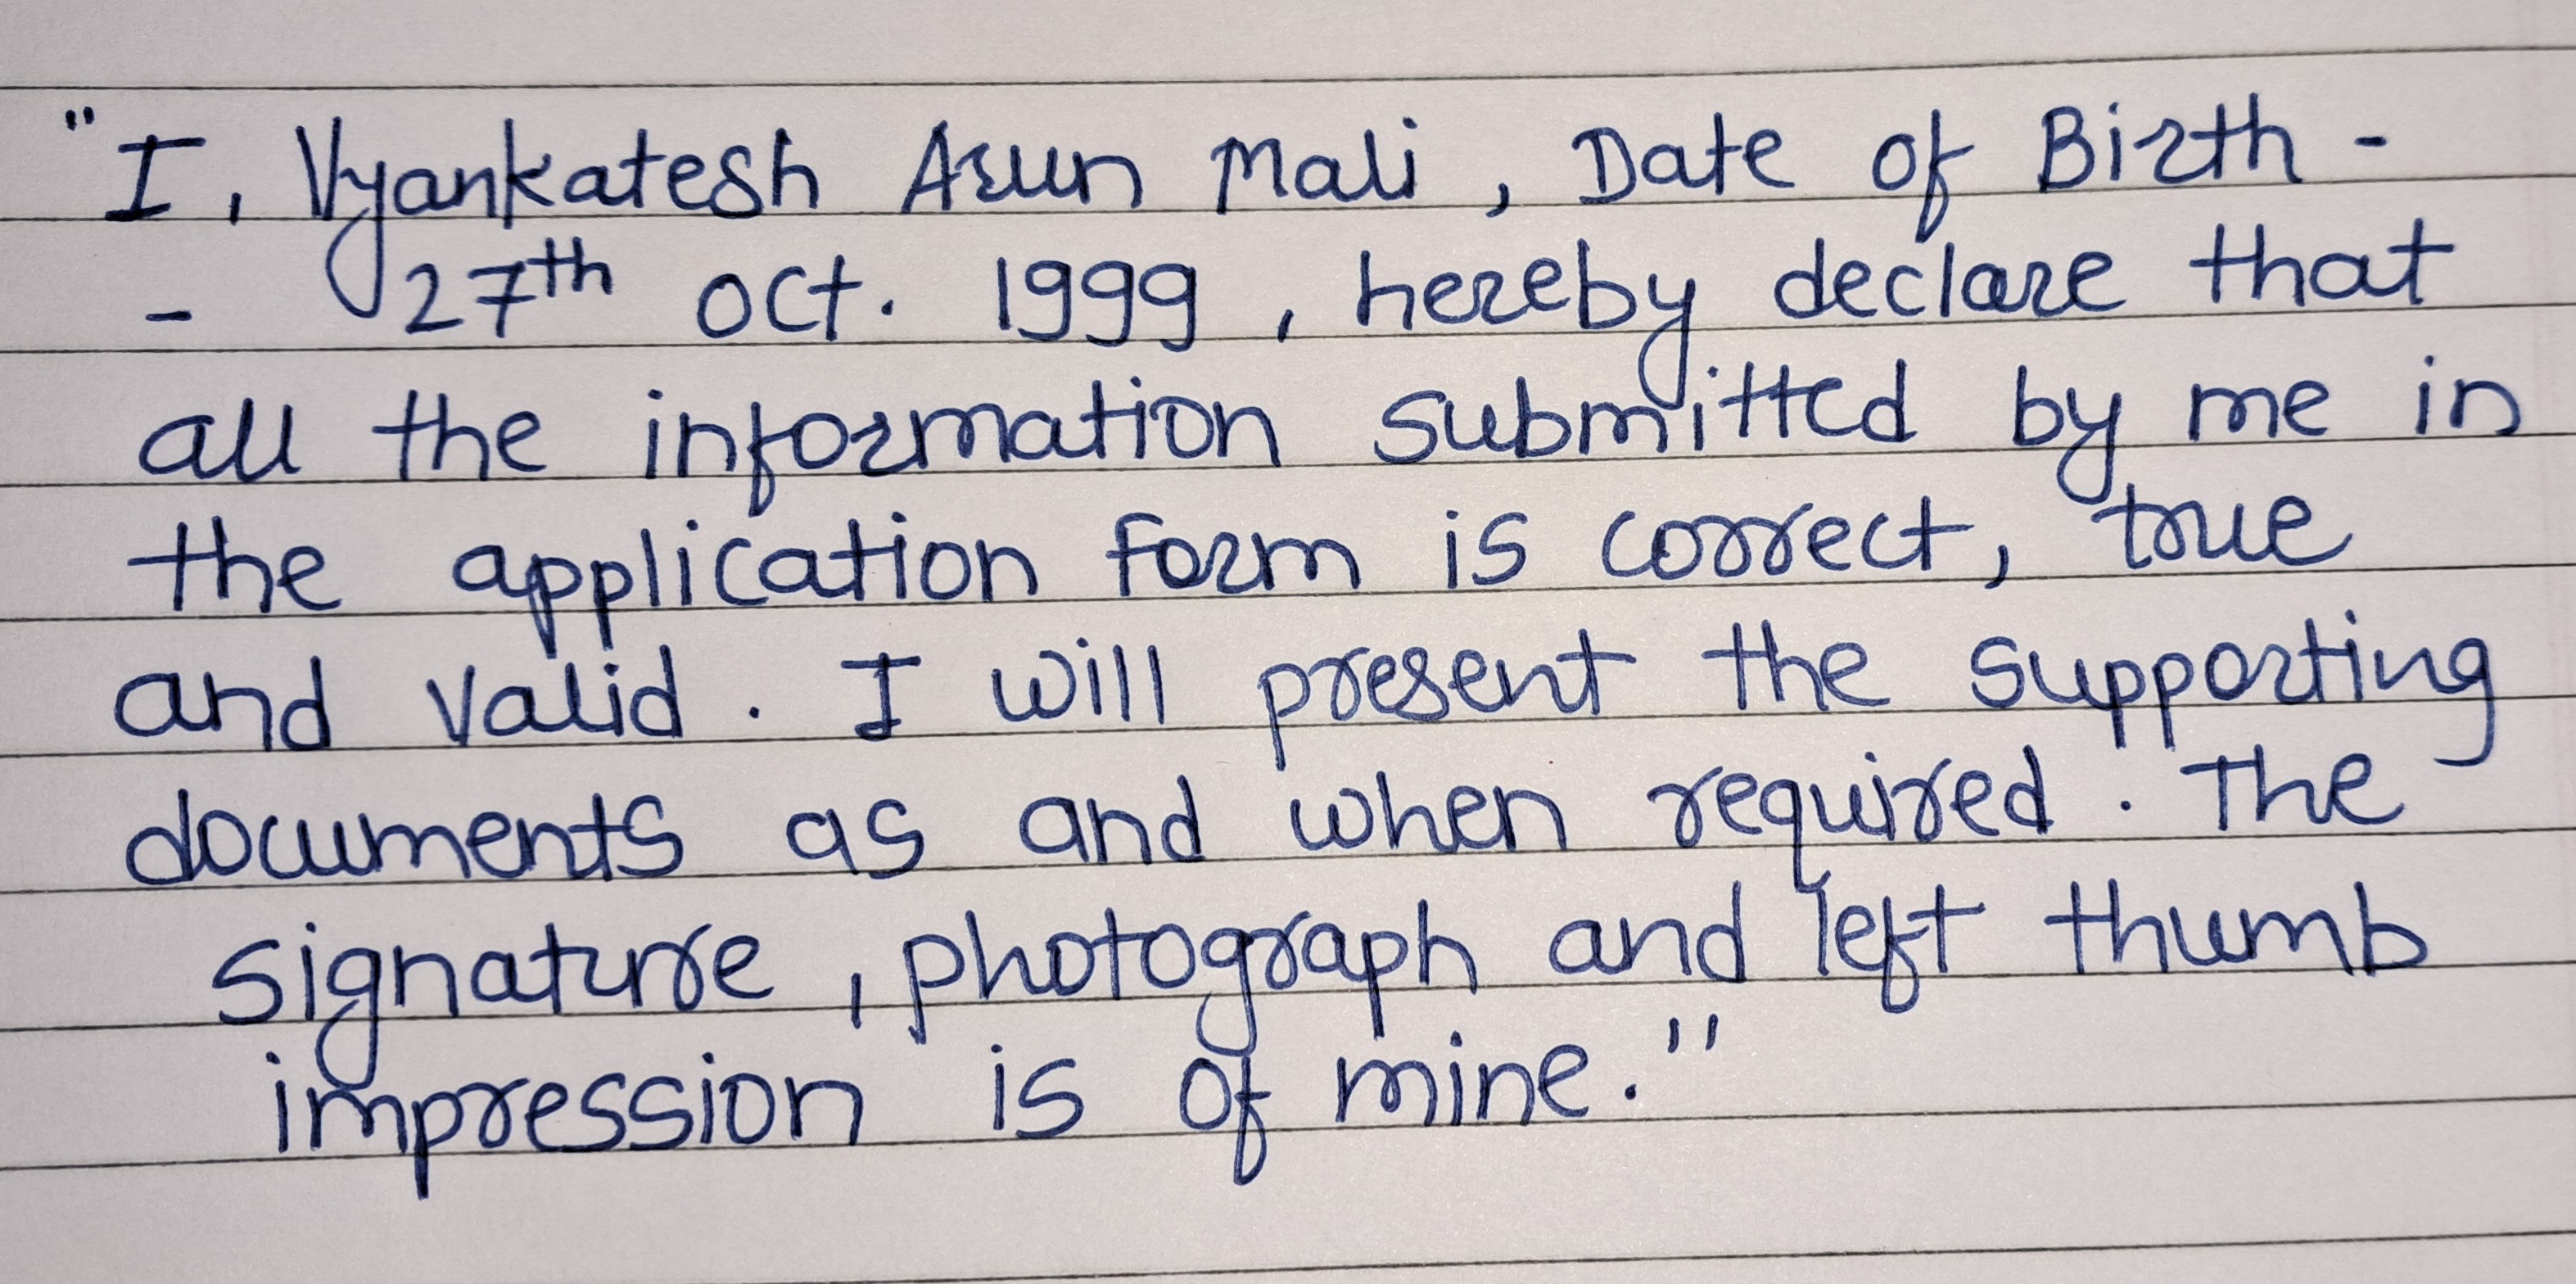 "I, Vyankatesh Arun Mali, Date of Birth -
- 27th Oct. 1999, hereby declare that
all the information submitted by me in
the application form is correct, true
and valid. I will present the supporting
documents as and when required. The
signature, photograph and left thumb
impression is of mine."